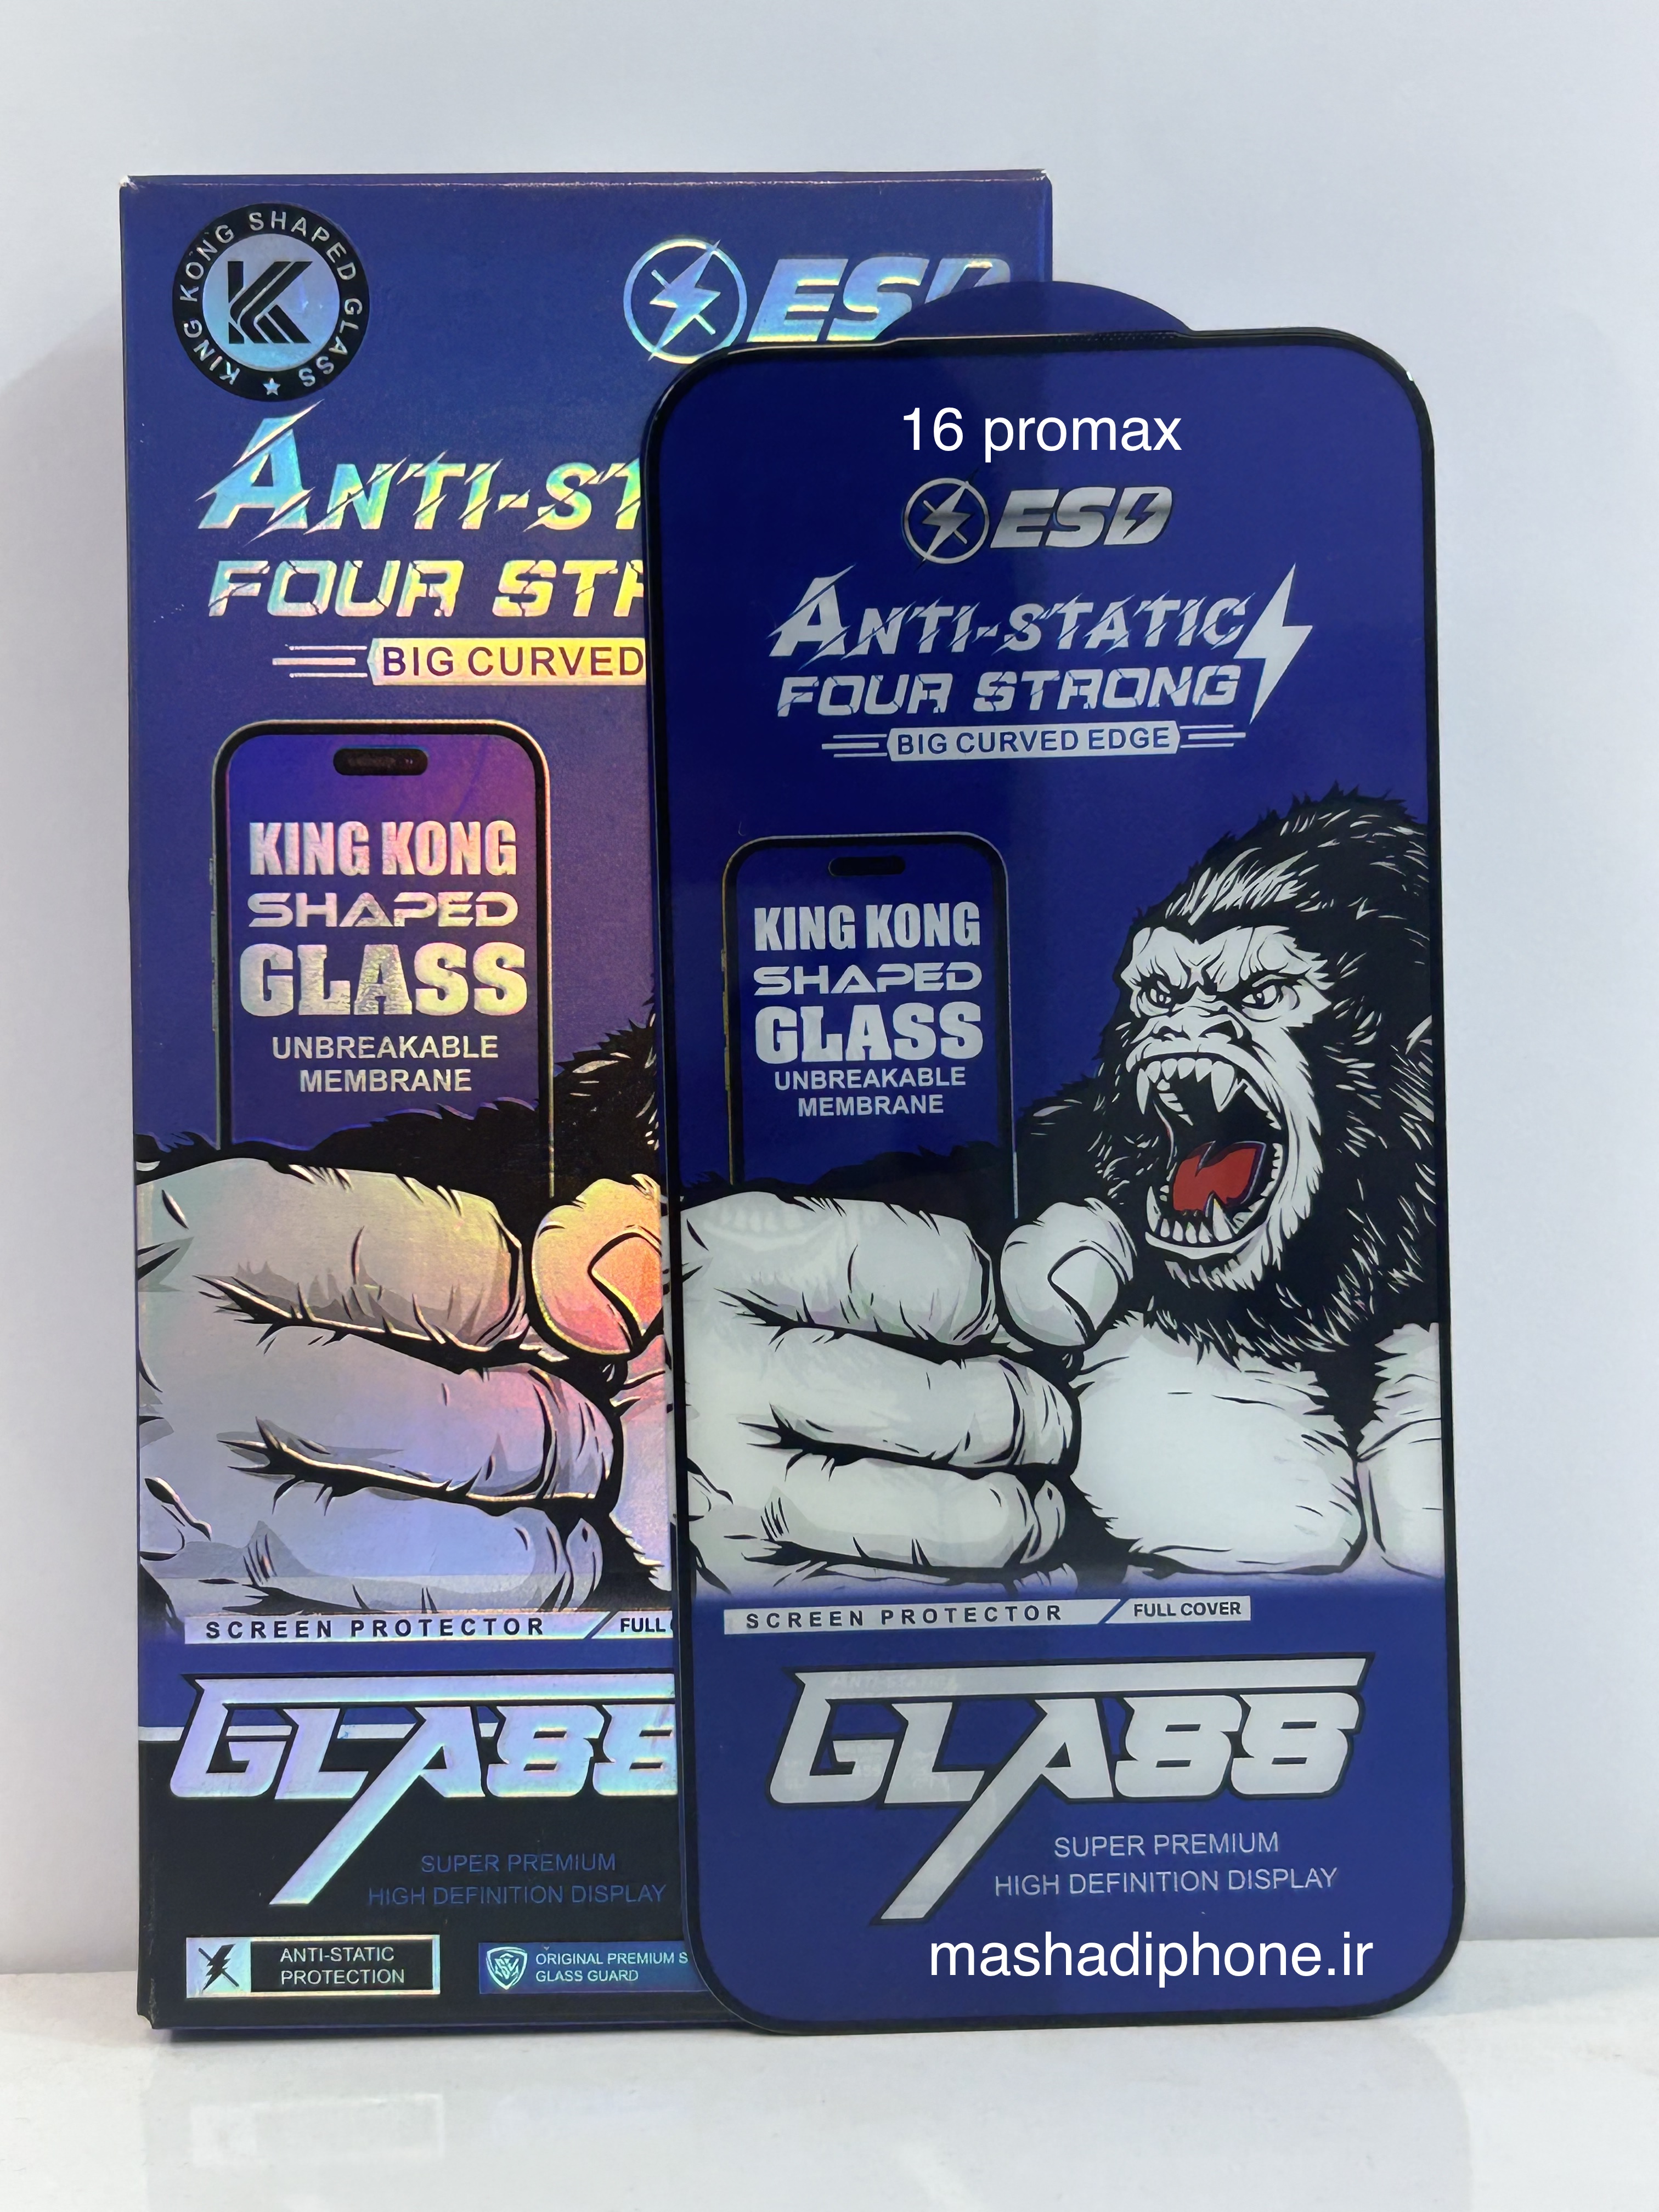 KING KONG SHAPED GLASS
K
ESD
ANTI-ST
FOUR STR
BIG CURVED
KING KONG
SHAPED
GLASS
UNBREAKABLE
MEMBRANE
SCREEN PROTECTOR
FULL
GLASS
SUPER PREMIUM
HIGH DEFINITION DISPLAY
ANTI-STATIC
PROTECTION
ORIGINAL PREMIUM S
GLASS GUARD
16 promax
ESD
ANTI-STATIC
FOUR STRONG
BIG CURVED EDGE
KING KONG
SHAPED
GLASS
UNBREAKABLE
MEMBRANE
SCREEN PROTECTOR FULL COVER
GLASS
SUPER PREMIUM
HIGH DEFINITION DISPLAY
mashadiphone.ir